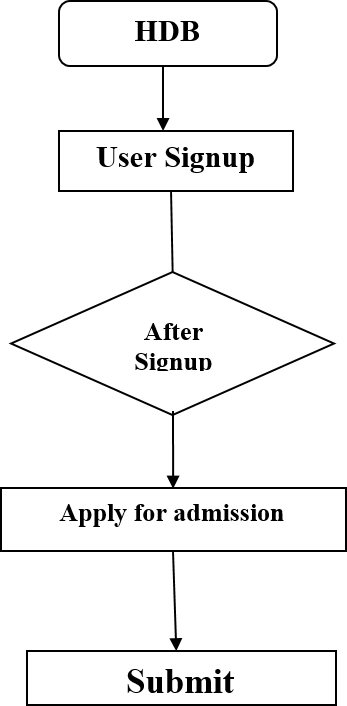 HDB
User Signup
After
Signup
Apply for admission
Submit